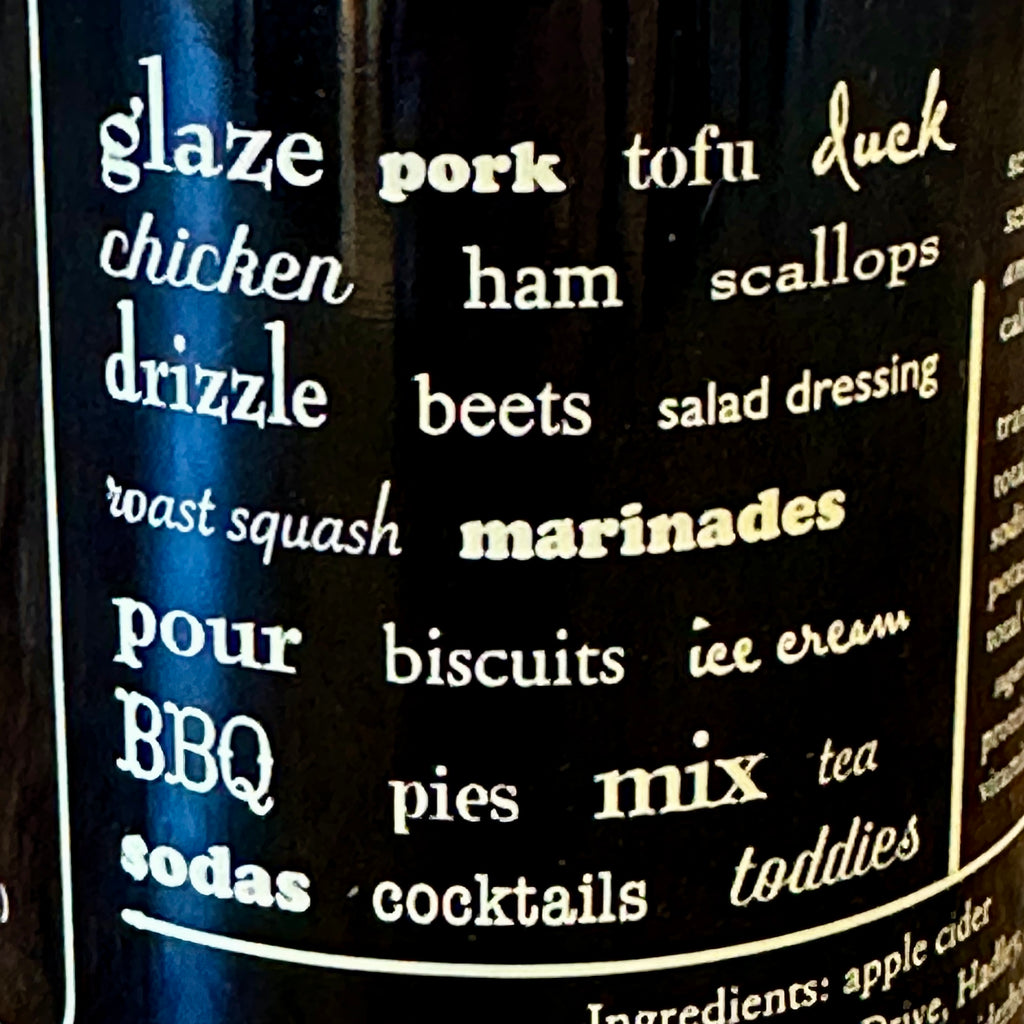 glaze pork tofu duck
chicken ham scallops
drizzle beets salad dressing
roast squash marinades
pour biscuits ice cream
BBQ pies mix tea
sodas cocktails toddies
Ingredients: apple cider
Drive,